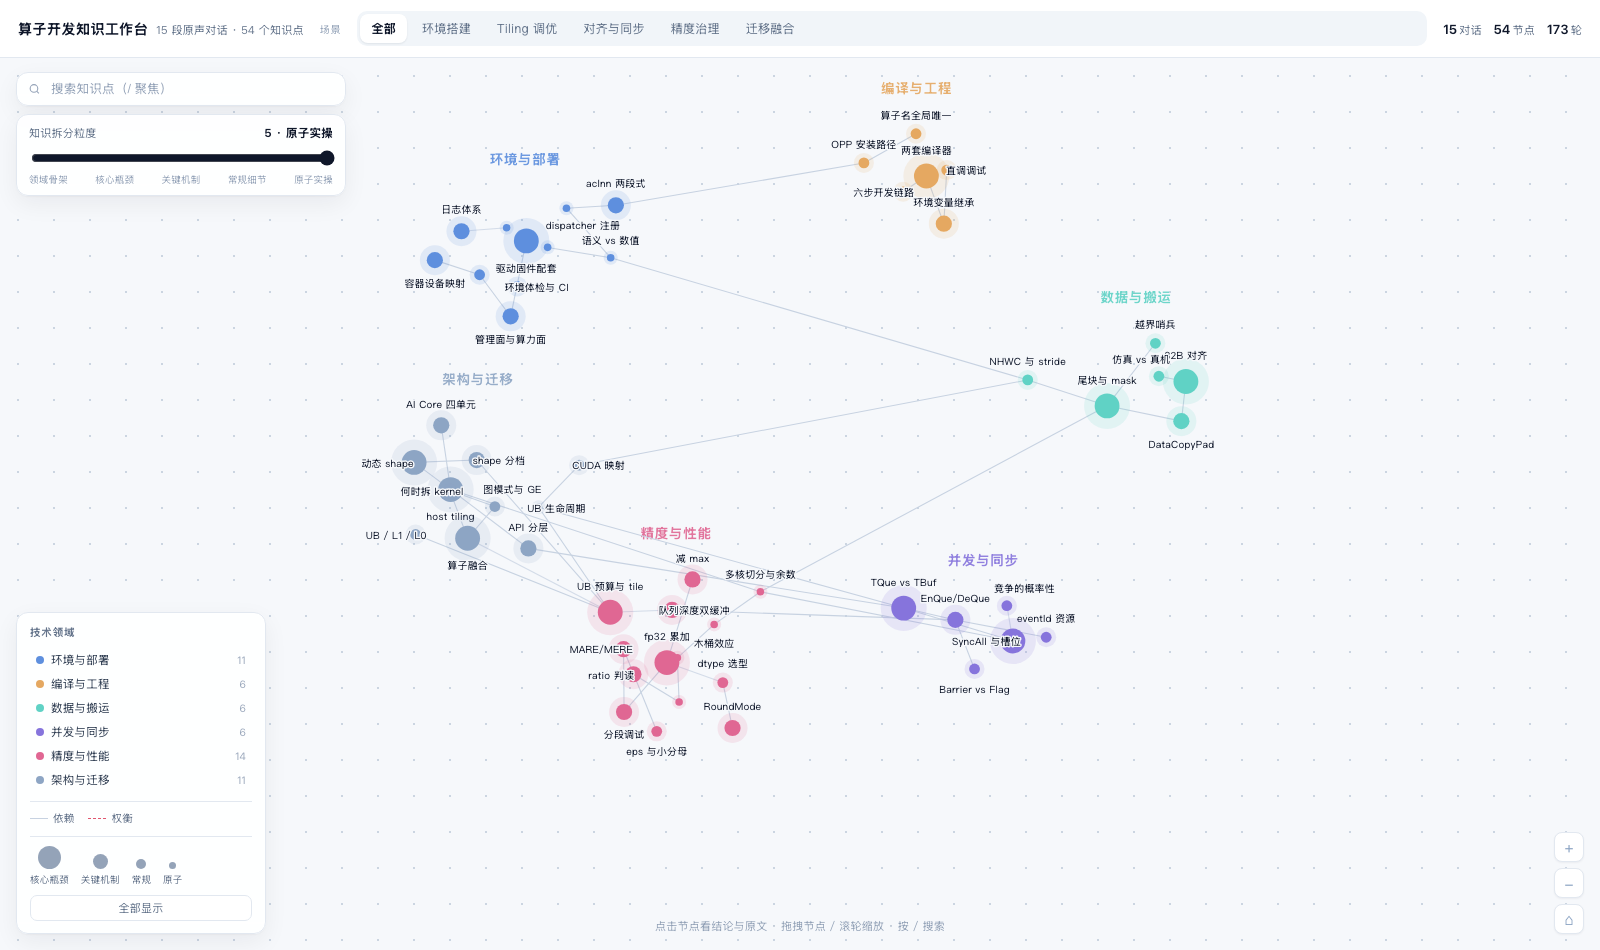 算子开发知识工作台
15 段原声对话 · 54 个知识点
场景
全部
环境搭建
Tiling 调优
对齐与同步
精度治理
迁移融合
15 对话
54 节点
173 轮
搜索知识点（/ 聚焦）
知识拆分粒度
5 · 原子实操
领域骨架
核心瓶颈
关键机制
常规细节
原子实操
编译与工程
算子名全局唯一
OPP 安装路径
两套编译器
直调调试
六步开发链路
环境变量继承
环境与部署
aclnn 两段式
日志体系
dispatcher 注册
语义 vs 数值
驱动固件配套
容器设备映射
环境体检与 CI
管理面与算力面
数据与搬运
越界哨兵
仿真 vs 真机
2B 对齐
NHWC 与 stride
尾块与 mask
DataCopyPad
架构与迁移
AI Core 四单元
动态 shape
shape 分档
CUDA 映射
何时拆 kernel
图模式与 GE
UB 生命周期
host tiling
API 分层
UB / L1 / L0
算子融合
精度与性能
减 max
多核切分与余数
UB 预算与 tile
队列深度双缓冲
fp32 累加
木桶效应
MARE/MERE
dtype 选型
ratio 判读
RoundMode
分段调试
eps 与小分母
并发与同步
TQue vs TBuf
竞争的概率性
EnQue/DeQue
eventId 资源
SyncAll 与槽位
Barrier vs Flag
技术领域
环境与部署 11
编译与工程 6
数据与搬运 6
并发与同步 6
精度与性能 14
架构与迁移 11
依赖
权衡
核心瓶颈
关键机制
常规
原子
全部显示
点击节点看结论与原文 · 拖拽节点 / 滚轮缩放 · 按 / 搜索
+
−
⌂